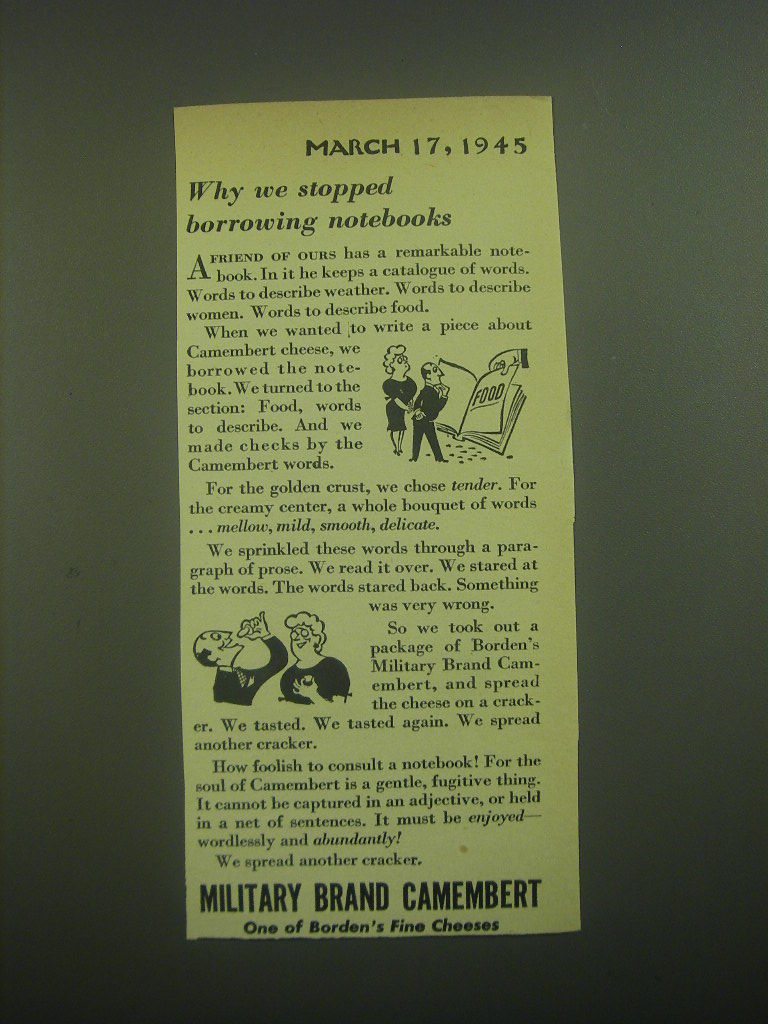 MARCH 17, 1945
Why we stopped
borrowing notebooks
A FRIEND OF OURS has a remarkable note-
book. In it he keeps a catalogue of words.
Words to describe weather. Words to describe
women. Words to describe food.
When we wanted to write a piece about
Camembert cheese, we
borrowed the note-
book. We turned to the
section: Food, words
to describe. And we
made checks by the
Camembert words.
FOOD
For the golden crust, we chose tender. For
the creamy center, a whole bouquet of words
. . . mellow, mild, smooth, delicate.
We sprinkled these words through a para-
graph of prose. We read it over. We stared at
the words. The words stared back. Something
was very wrong.
So we took out a
package of Borden's
Military Brand Cam-
embert, and spread
the cheese on a crack-
er. We tasted. We tasted again. We spread
another cracker.
How foolish to consult a notebook! For the
soul of Camembert is a gentle, fugitive thing.
It cannot be captured in an adjective, or held
in a net of sentences. It must be enjoyed—
wordlessly and abundantly!
We spread another cracker.
MILITARY BRAND CAMEMBERT
One of Borden's Fine Cheeses